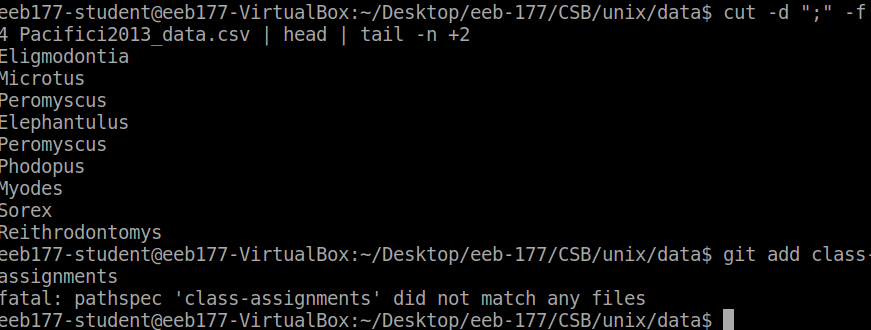 eeb177-student@eeb177-VirtualBox:~/Desktop/eeb-177/CSB/unix/data$ cut -d ";" -f
4 Pacifici2013_data.csv | head | tail -n +2
Eligmodontia
Microtus
Peromyscus
Elephantulus
Peromyscus
Phodopus
Myodes
Sorex
Reithrodontomys
eeb177-student@eeb177-VirtualBox:~/Desktop/eeb-177/CSB/unix/data$ git add class-
assignments
fatal: pathspec 'class-assignments' did not match any files
eeb177-student@eeb177-VirtualBox:~/Desktop/eeb-177/CSB/unix/data$